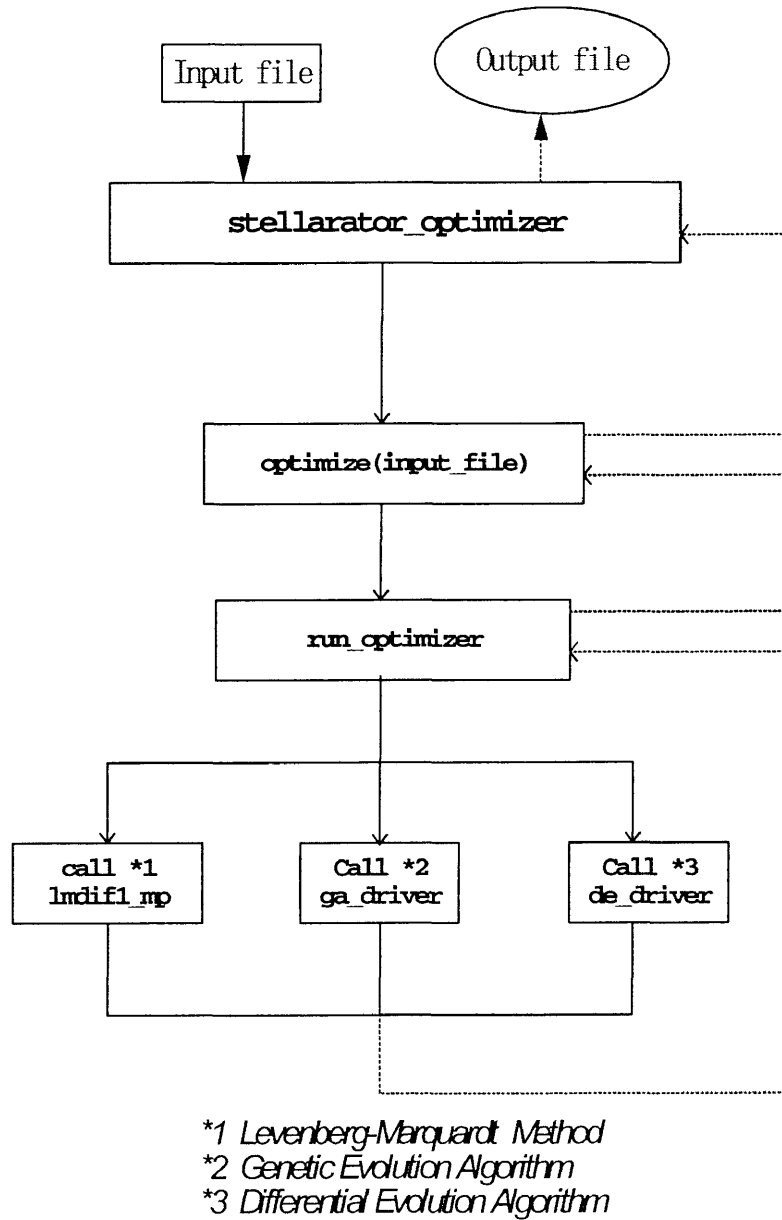 Input file
Output file
stellarator_optimizer
optimize(input_file)
run_optimizer
call *1
lmdif1_mp
Call *2
ga_driver
Call *3
de_driver
*1 Levenberg-Marquardt Method
*2 Genetic Evolution Algorithm
*3 Differential Evolution Algorithm